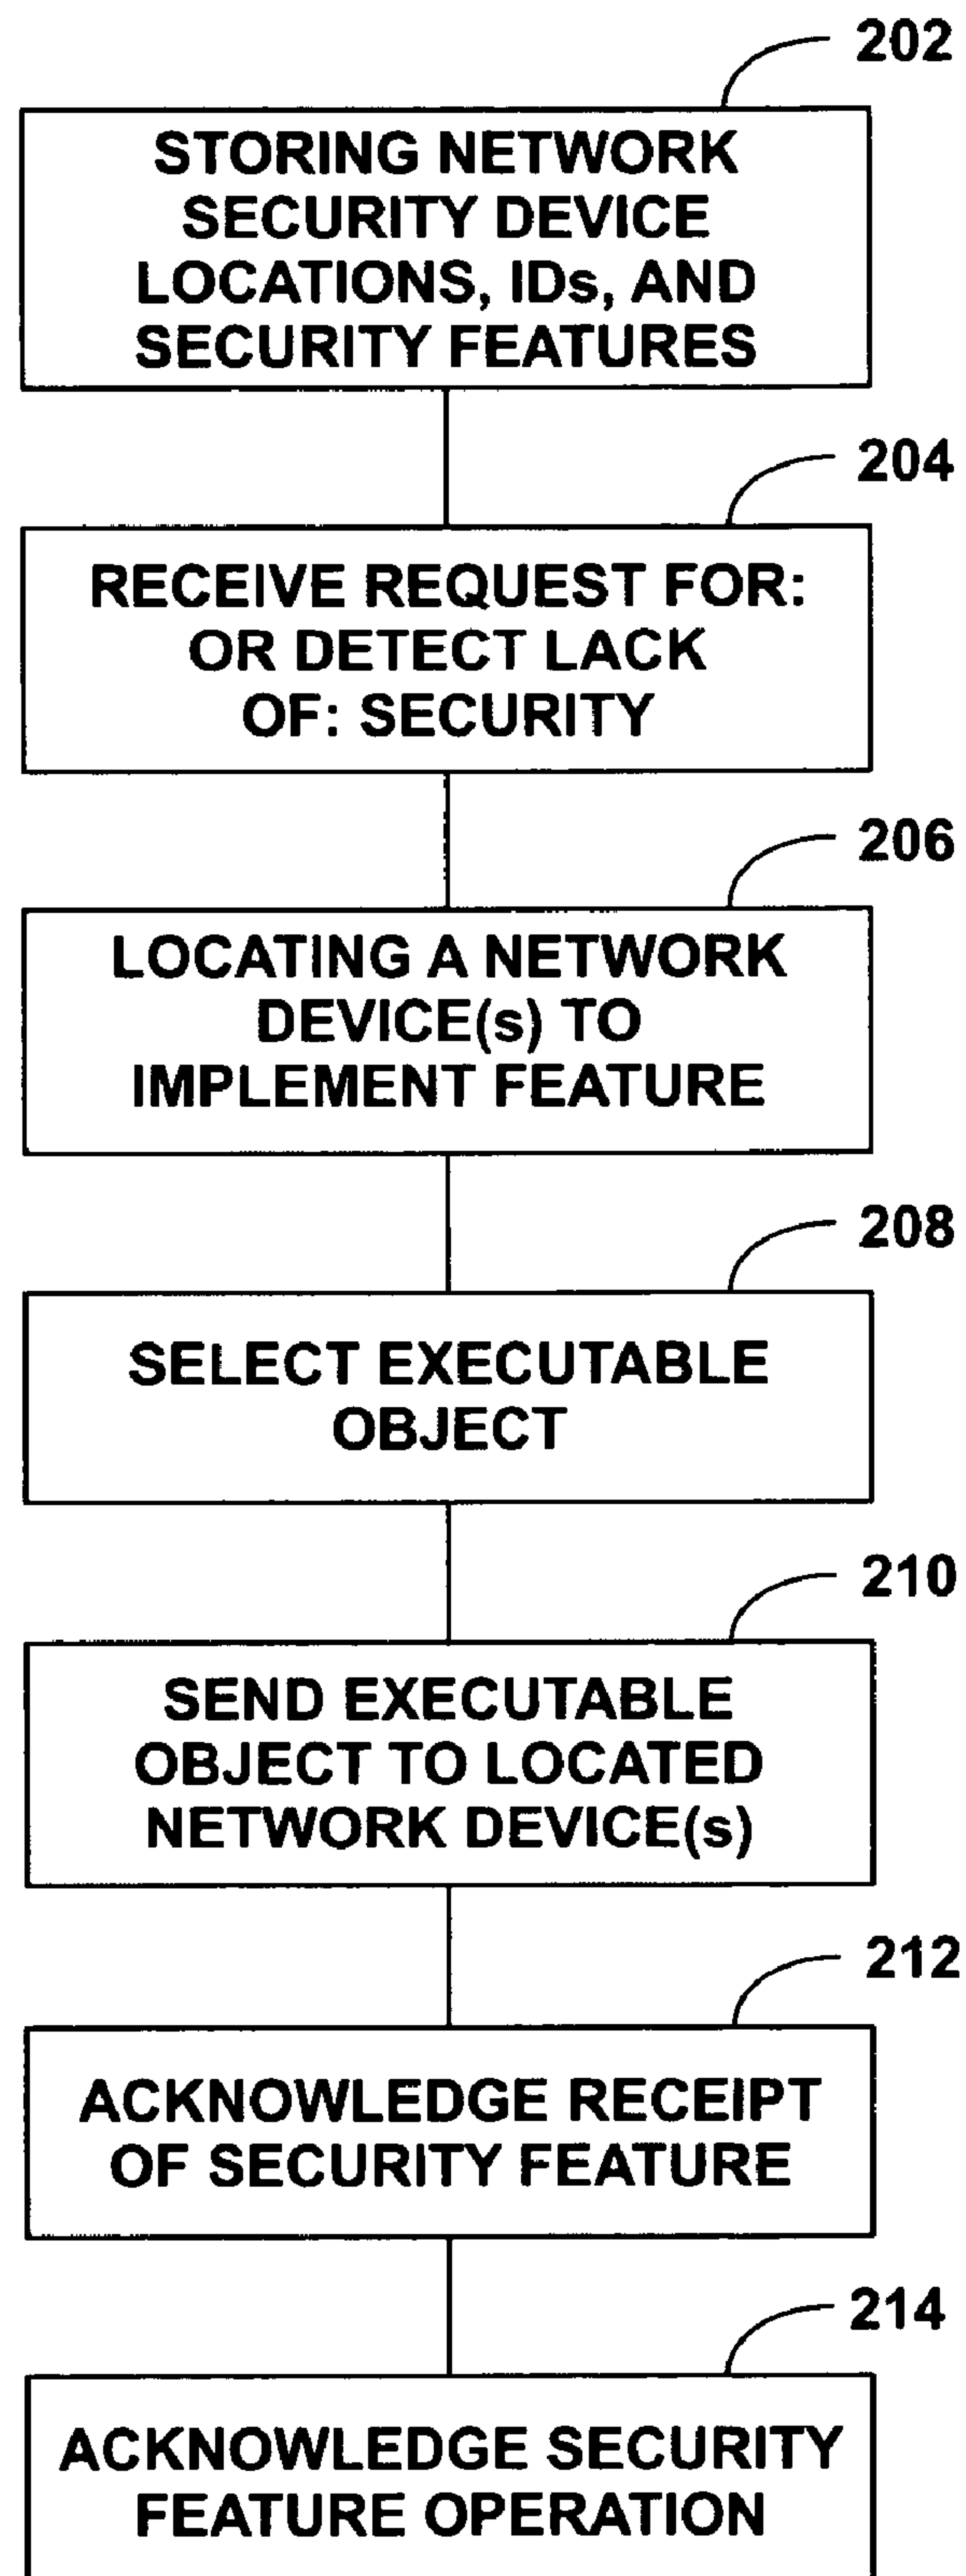 202
STORING NETWORK
SECURITY DEVICE
LOCATIONS, IDs, AND
SECURITY FEATURES
204
RECEIVE REQUEST FOR:
OR DETECT LACK
OF: SECURITY
206
LOCATING A NETWORK
DEVICE(s) TO
IMPLEMENT FEATURE
208
SELECT EXECUTABLE
OBJECT
210
SEND EXECUTABLE
OBJECT TO LOCATED
NETWORK DEVICE(s)
212
ACKNOWLEDGE RECEIPT
OF SECURITY FEATURE
214
ACKNOWLEDGE SECURITY
FEATURE OPERATION